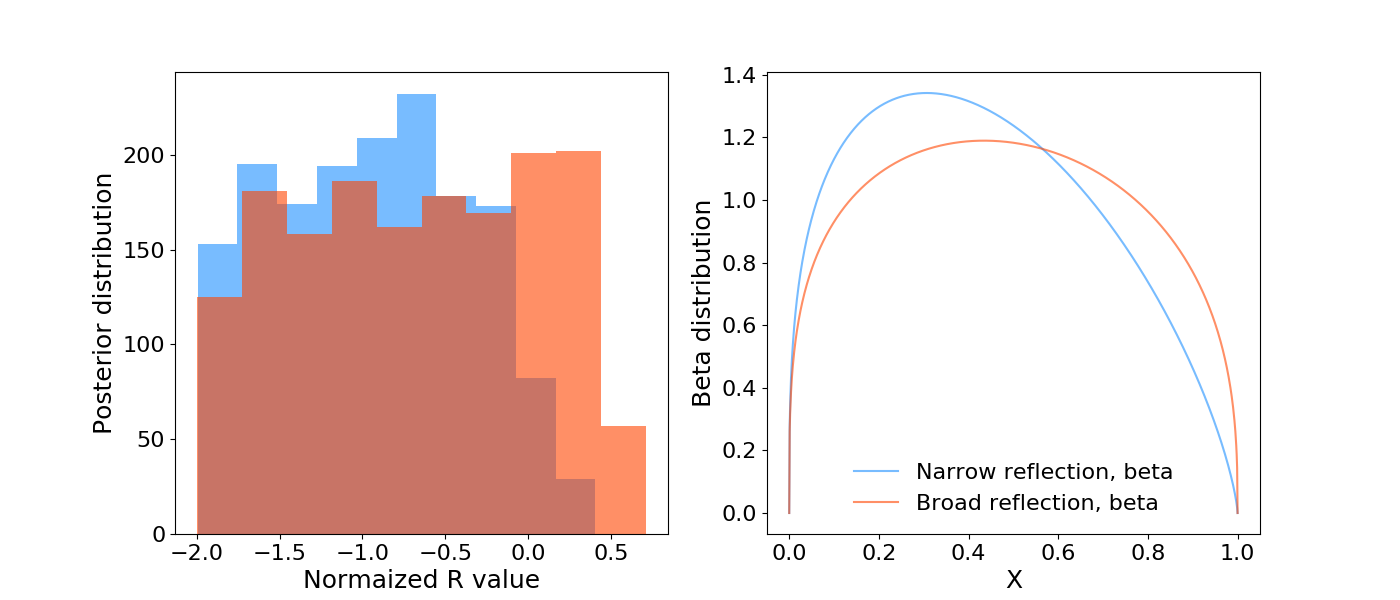 Posterior distribution
200
150
100
50
0
−2.0 −1.5 −1.0 −0.5 0.0 0.5
Normaized R value
Beta distribution
1.4
1.2
1.0
0.8
0.6
0.4
0.2
0.0
Narrow reflection, beta
Broad reflection, beta
0.0 0.2 0.4 0.6 0.8 1.0
X